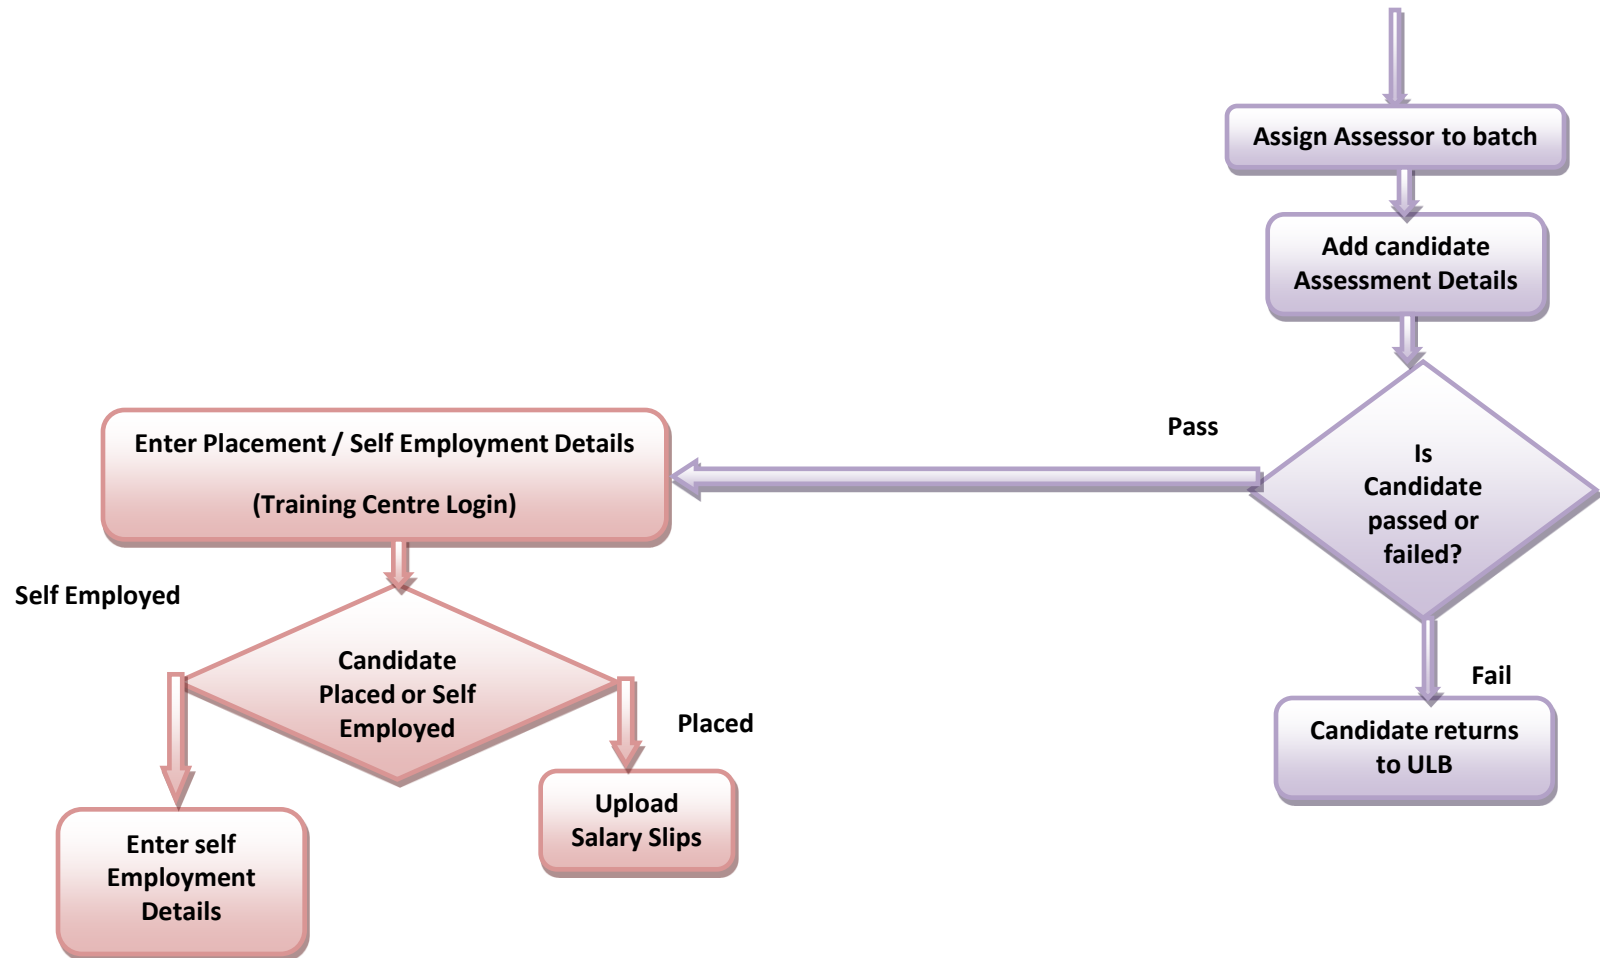 Assign Assessor to batch
Add candidate
Assessment Details
Pass
Is
Candidate
passed or
failed?
Fail
Candidate returns
to ULB
Enter Placement / Self Employment Details
(Training Centre Login)
Self Employed
Candidate
Placed or Self
Employed
Placed
Upload
Salary Slips
Enter self
Employment
Details